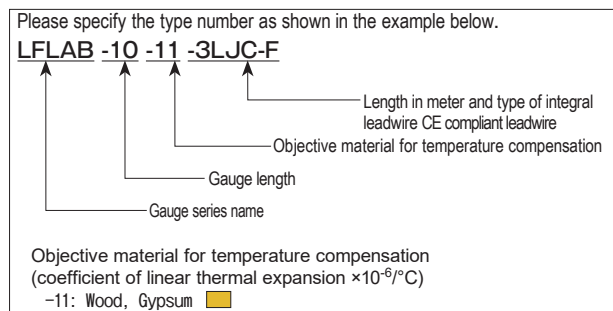 Please specify the type number as shown in the example below.
LFLAB -10 -11 -3LJC-F
Length in meter and type of integral
leadwire CE compliant leadwire
Objective material for temperature compensation
Gauge length
Gauge series name
Objective material for temperature compensation
(coefficient of linear thermal expansion ×10⁻⁶/°C)
-11: Wood, Gypsum